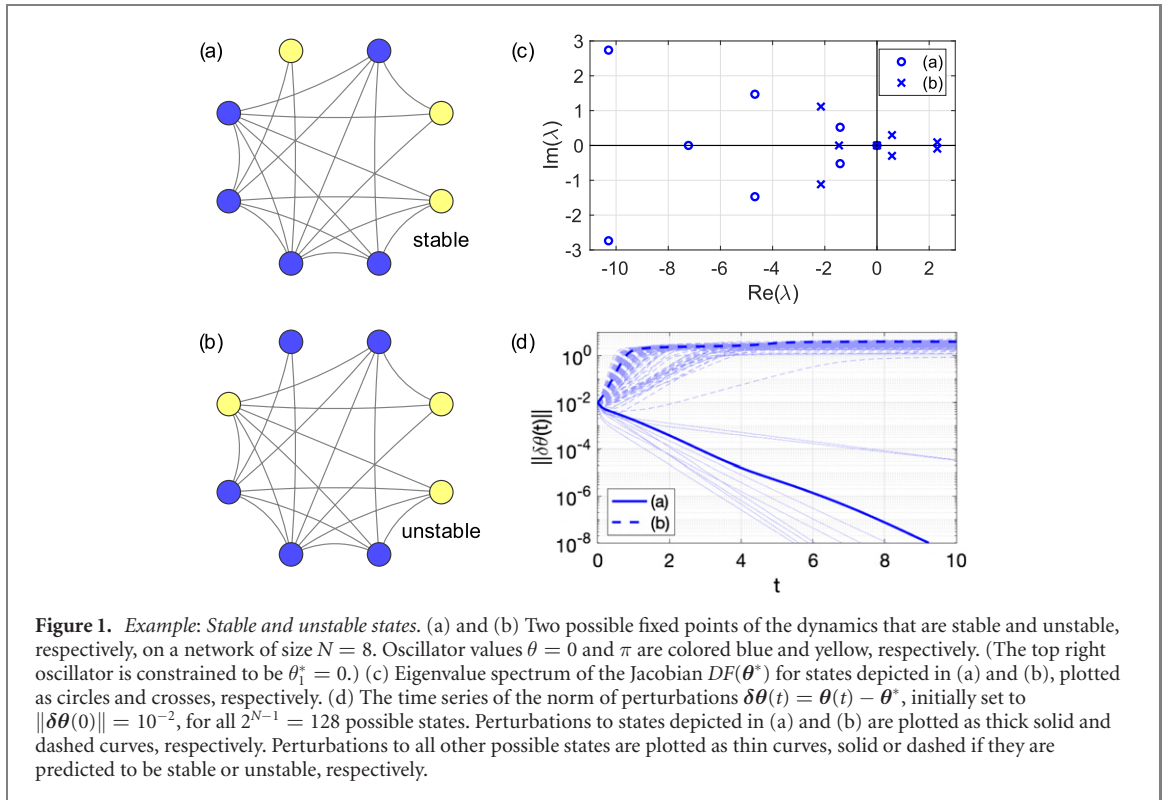 (a)
stable
(c)
3
2
1
0
-1
-2
-3
Im(λ)
-10 -8 -6 -4 -2 0 2
Re(λ)
(a)
(b)
(b)
unstable
(d)
10^0
10^-2
10^-4
10^-6
10^-8
||δθ(t)||
(a)
(b)
0 2 4 6 8 10
t
Figure 1. Example: Stable and unstable states. (a) and (b) Two possible fixed points of the dynamics that are stable and unstable,
respectively, on a network of size N = 8. Oscillator values θ = 0 and π are colored blue and yellow, respectively. (The top right
oscillator is constrained to be θ₁* = 0.) (c) Eigenvalue spectrum of the Jacobian DF(θ*) for states depicted in (a) and (b), plotted
as circles and crosses, respectively. (d) The time series of the norm of perturbations δθ(t) = θ(t) − θ*, initially set to
‖δθ(0)‖ = 10⁻², for all 2ᴺ⁻¹ = 128 possible states. Perturbations to states depicted in (a) and (b) are plotted as thick solid and
dashed curves, respectively. Perturbations to all other possible states are plotted as thin curves, solid or dashed if they are
predicted to be stable or unstable, respectively.